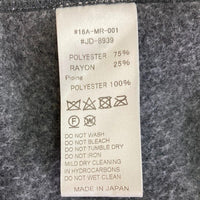 #16A-MR-001
#JD-8939
POLYESTER 75%
RAYON 25%
Piping
POLYESTER 100%
DO NOT WASH
DO NOT BLEACH
DO NOT TUMBLE DRY
DO NOT IRON
MILD DRY CLEANING
IN HYDROCARBONS
DO NOT WET CLEAN
MADE IN JAPAN